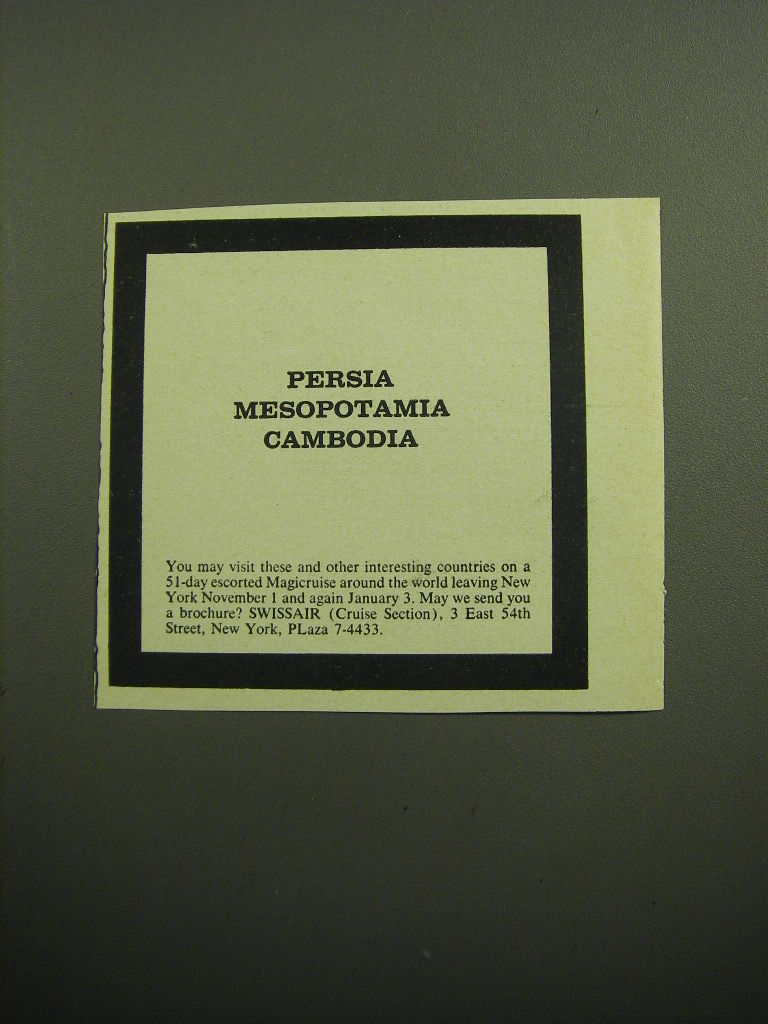 PERSIA
MESOPOTAMIA
CAMBODIA
You may visit these and other interesting countries on a
51-day escorted Magicruise around the world leaving New
York November 1 and again January 3. May we send you
a brochure? SWISSAIR (Cruise Section), 3 East 54th
Street, New York, PLaza 7-4433.